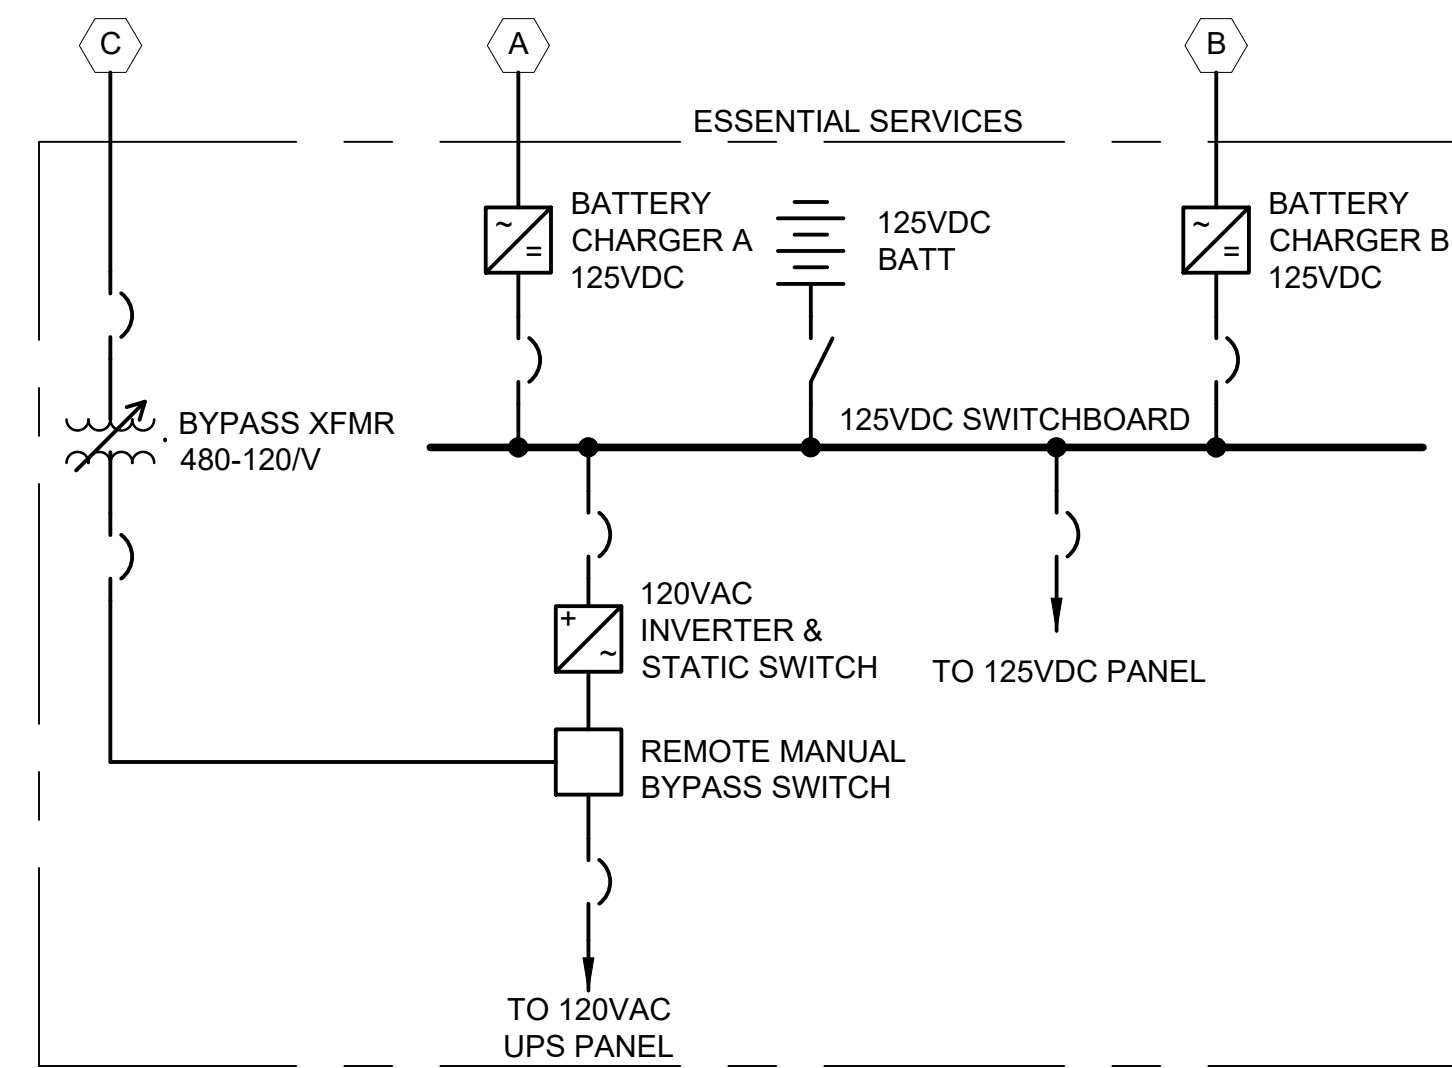 C
A
B
ESSENTIAL SERVICES
BATTERY
CHARGER A
125VDC
125VDC
BATT
BATTERY
CHARGER B
125VDC
~
=
~
=
BYPASS XFMR
480-120/V
125VDC SWITCHBOARD
120VAC
INVERTER &
STATIC SWITCH
+
~
TO 125VDC PANEL
REMOTE MANUAL
BYPASS SWITCH
TO 120VAC
UPS PANEL